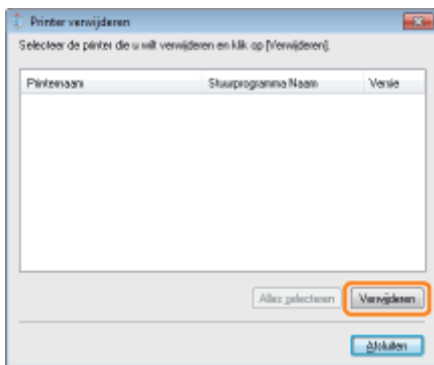 Printer verwijderen
Selecteer de printer die u wilt verwijderen en klik op [Verwijderen].
Printernaam Stuurprogramma Naam Versie
Alles selecteren Verwijderen
Afsluiten